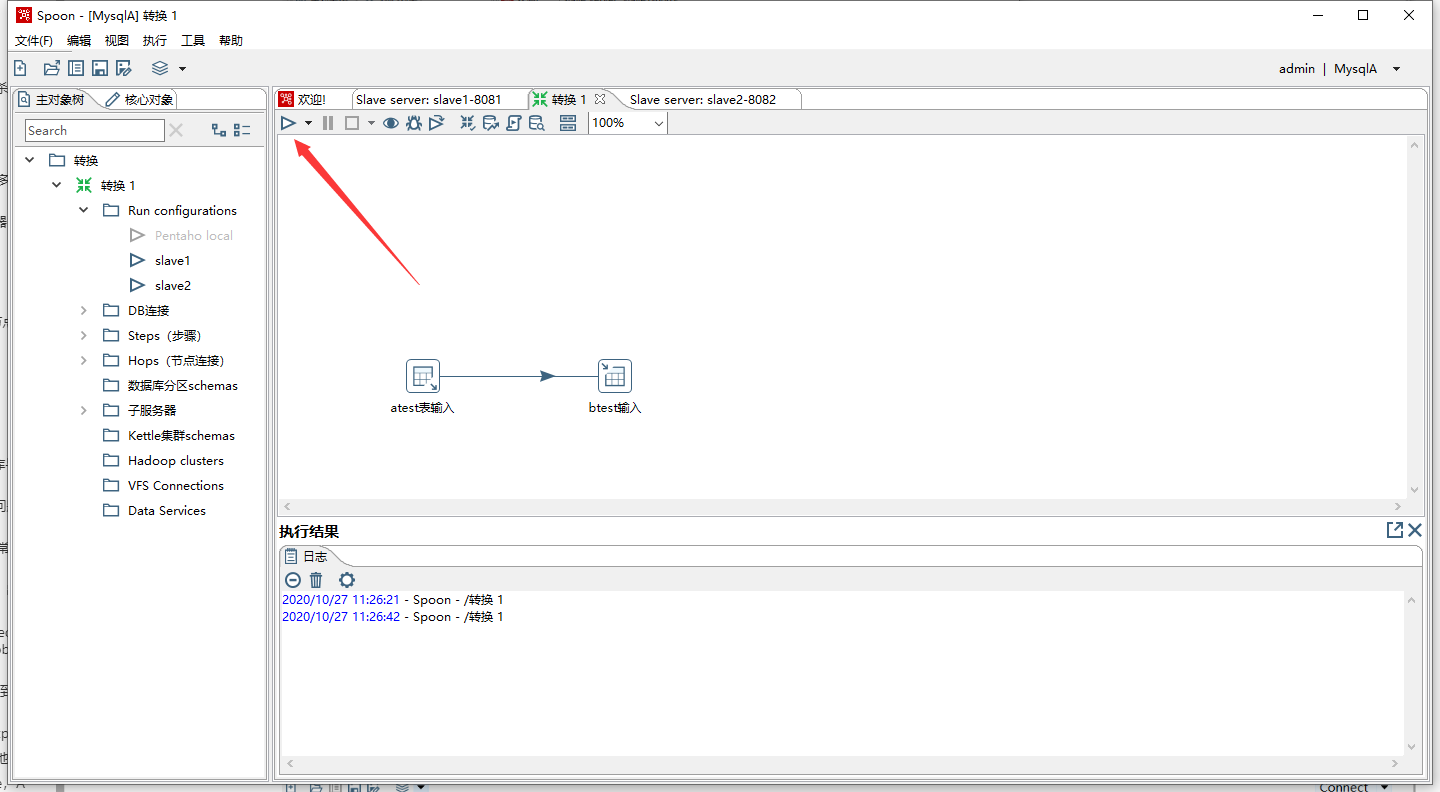 Spoon - [MysqlA] 转换 1
文件(F) 编辑 视图 执行 工具 帮助
admin | MysqlA
主对象树 核心对象
欢迎! Slave server: slave1-8081 转换 1 Slave server: slave2-8082
Search
100%
转换
转换 1
Run configurations
Pentaho local
slave1
slave2
DB连接
Steps（步骤）
Hops（节点连接）
数据库分区schemas
子服务器
Kettle集群schemas
Hadoop clusters
VFS Connections
Data Services
atest表输入 btest输入
执行结果
日志
2020/10/27 11:26:21 - Spoon - /转换 1
2020/10/27 11:26:42 - Spoon - /转换 1
Connect